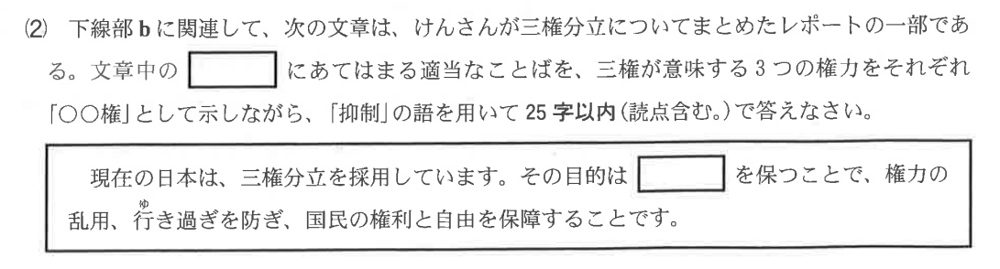 (2) 下線部bに関連して、次の文章は、けんさんが三権分立についてまとめたレポートの一部であ
る。文章中の にあてはまる適当なことばを、三権が意味する3つの権力をそれぞれ
「○○権」として示しながら、「抑制」の語を用いて25字以内(読点含む。)で答えなさい。
現在の日本は、三権分立を採用しています。その目的は を保つことで、権力の
乱用、行き過ぎを防ぎ、国民の権利と自由を保障することです。
ゆ